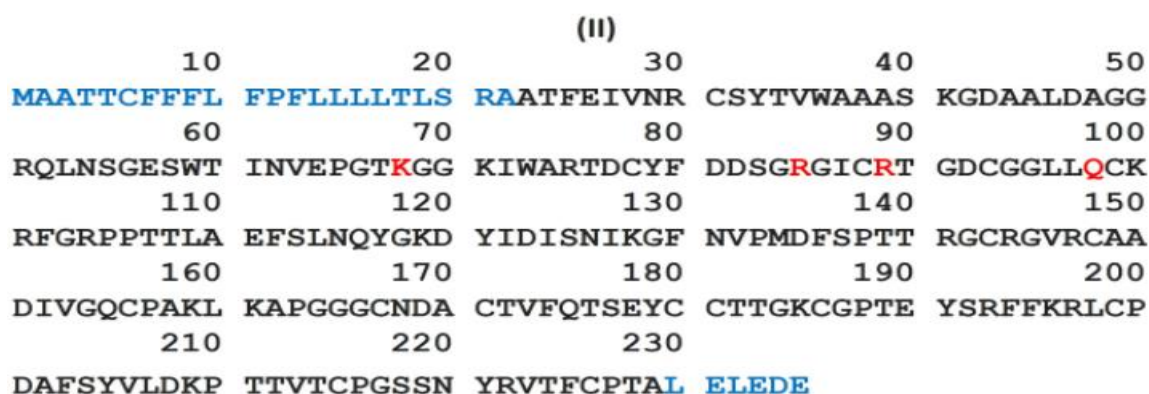 (II)
10 20 30 40 50
MAATTCFFFL FPFLLLLTLS RAATFEIVNR CSYTVWAAAS KGDAALDAGG
60 70 80 90 100
RQLNSGESWT INVEPGTKGG KIWARTDCYF DDSGRGICRT GDCGGLLQCK
110 120 130 140 150
RFGRPPTTLA EFSLNQYGKD YIDISNIKGF NVPMDFSPTT RGCRGVRCAA
160 170 180 190 200
DIVGQCPAKL KAPGGGCNDA CTVFQTSEYC CTTGKCGPTE YSRFFKRLCP
210 220 230
DAFSYVLDKP TTVTCPGSSN YRVTFCPTAL ELEDE